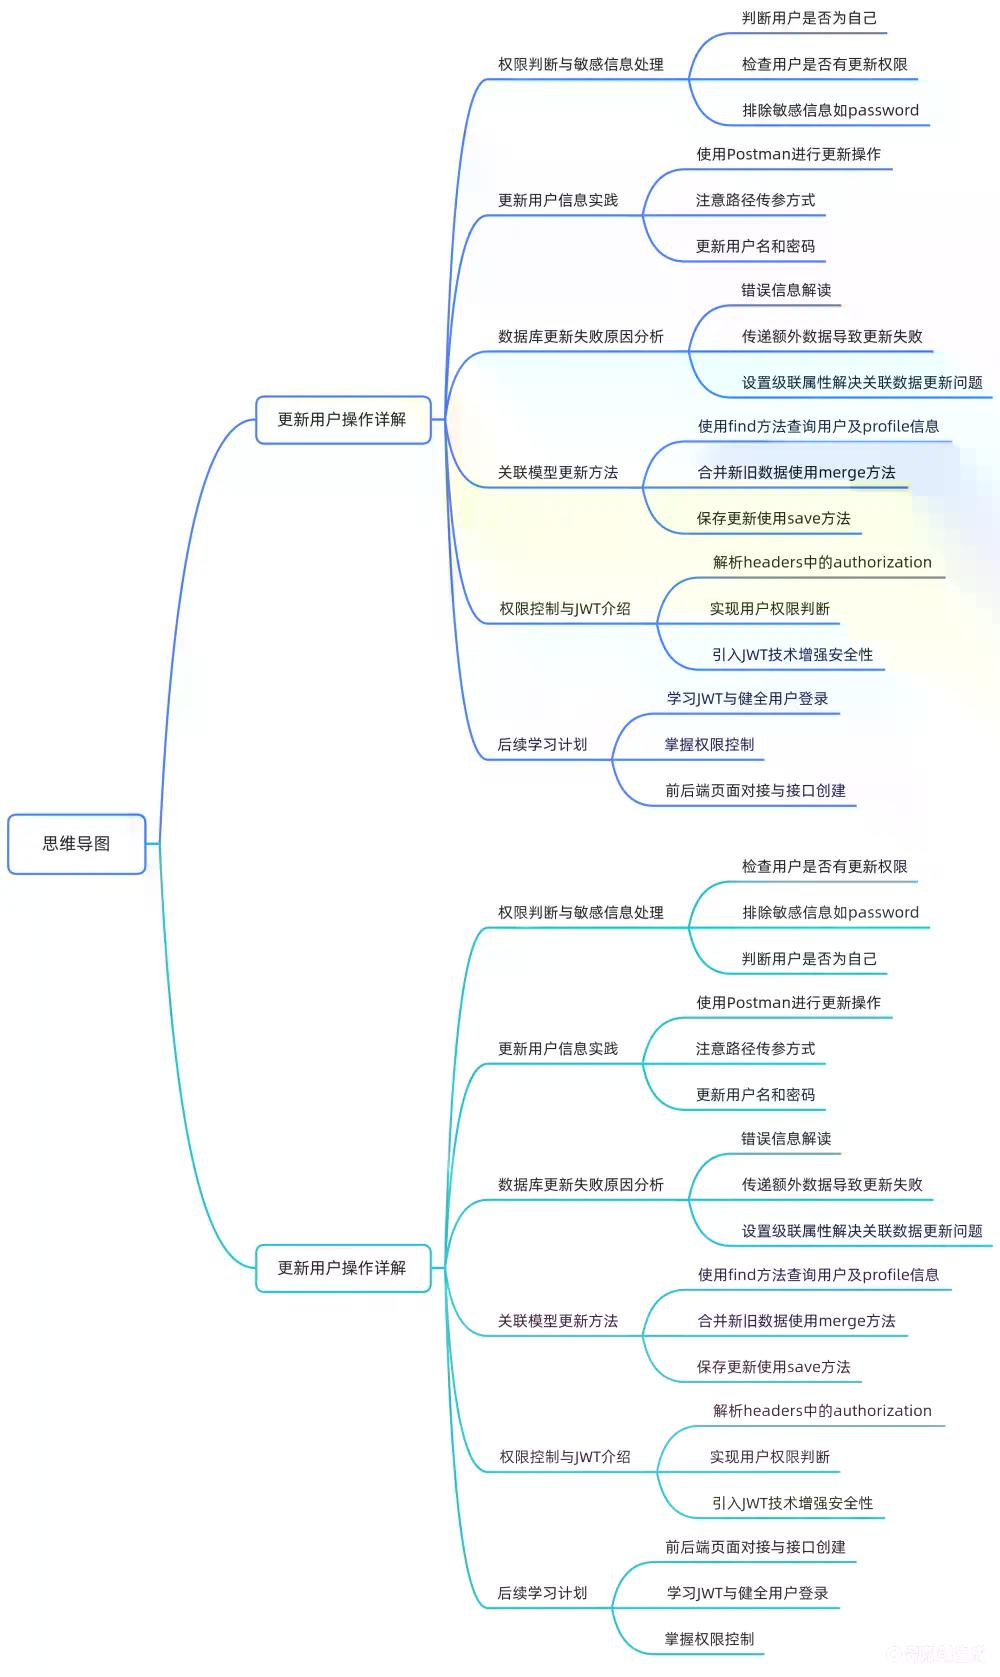 思维导图
更新用户操作详解
权限判断与敏感信息处理
判断用户是否为自己
检查用户是否有更新权限
排除敏感信息如password
更新用户信息实践
使用Postman进行更新操作
注意路径传参方式
更新用户名和密码
数据库更新失败原因分析
错误信息解读
传递额外数据导致更新失败
设置级联属性解决关联数据更新问题
关联模型更新方法
使用find方法查询用户及profile信息
合并新旧数据使用merge方法
保存更新使用save方法
权限控制与JWT介绍
解析headers中的authorization
实现用户权限判断
引入JWT技术增强安全性
后续学习计划
学习JWT与健全用户登录
掌握权限控制
前后端页面对接与接口创建
更新用户操作详解
权限判断与敏感信息处理
检查用户是否有更新权限
排除敏感信息如password
判断用户是否为自己
更新用户信息实践
使用Postman进行更新操作
注意路径传参方式
更新用户名和密码
数据库更新失败原因分析
错误信息解读
传递额外数据导致更新失败
设置级联属性解决关联数据更新问题
关联模型更新方法
使用find方法查询用户及profile信息
合并新旧数据使用merge方法
保存更新使用save方法
权限控制与JWT介绍
解析headers中的authorization
实现用户权限判断
引入JWT技术增强安全性
后续学习计划
前后端页面对接与接口创建
学习JWT与健全用户登录
掌握权限控制